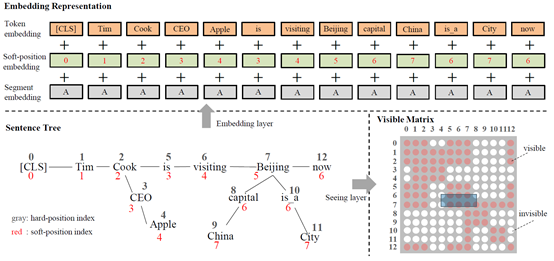 Embedding Representation
Token embedding [CLS] Tim Cook CEO Apple is visiting Beijing capital China is_a City now
+ + + + + + + + + + + + +
Soft-position embedding 0 1 2 3 4 3 4 5 6 7 6 7 6
+ + + + + + + + + + + + +
Segment embedding A A A A A A A A A A A A A
Embedding layer
Sentence Tree
0 1 2 5 6 7 12
[CLS] Tim Cook is visiting Beijing now
0 1 2 3 4 5 6
3 8 10
CEO capital is_a
3 6 6
4 9 11
Apple China City
4 7 7
gray: hard-position index
red : soft-position index
Seeing layer
Visible Matrix
0 1 2 3 4 5 6 7 8 9 10 11 12
0
1
2
3
4
5
6
7
8
9
10
11
12
visible
invisible